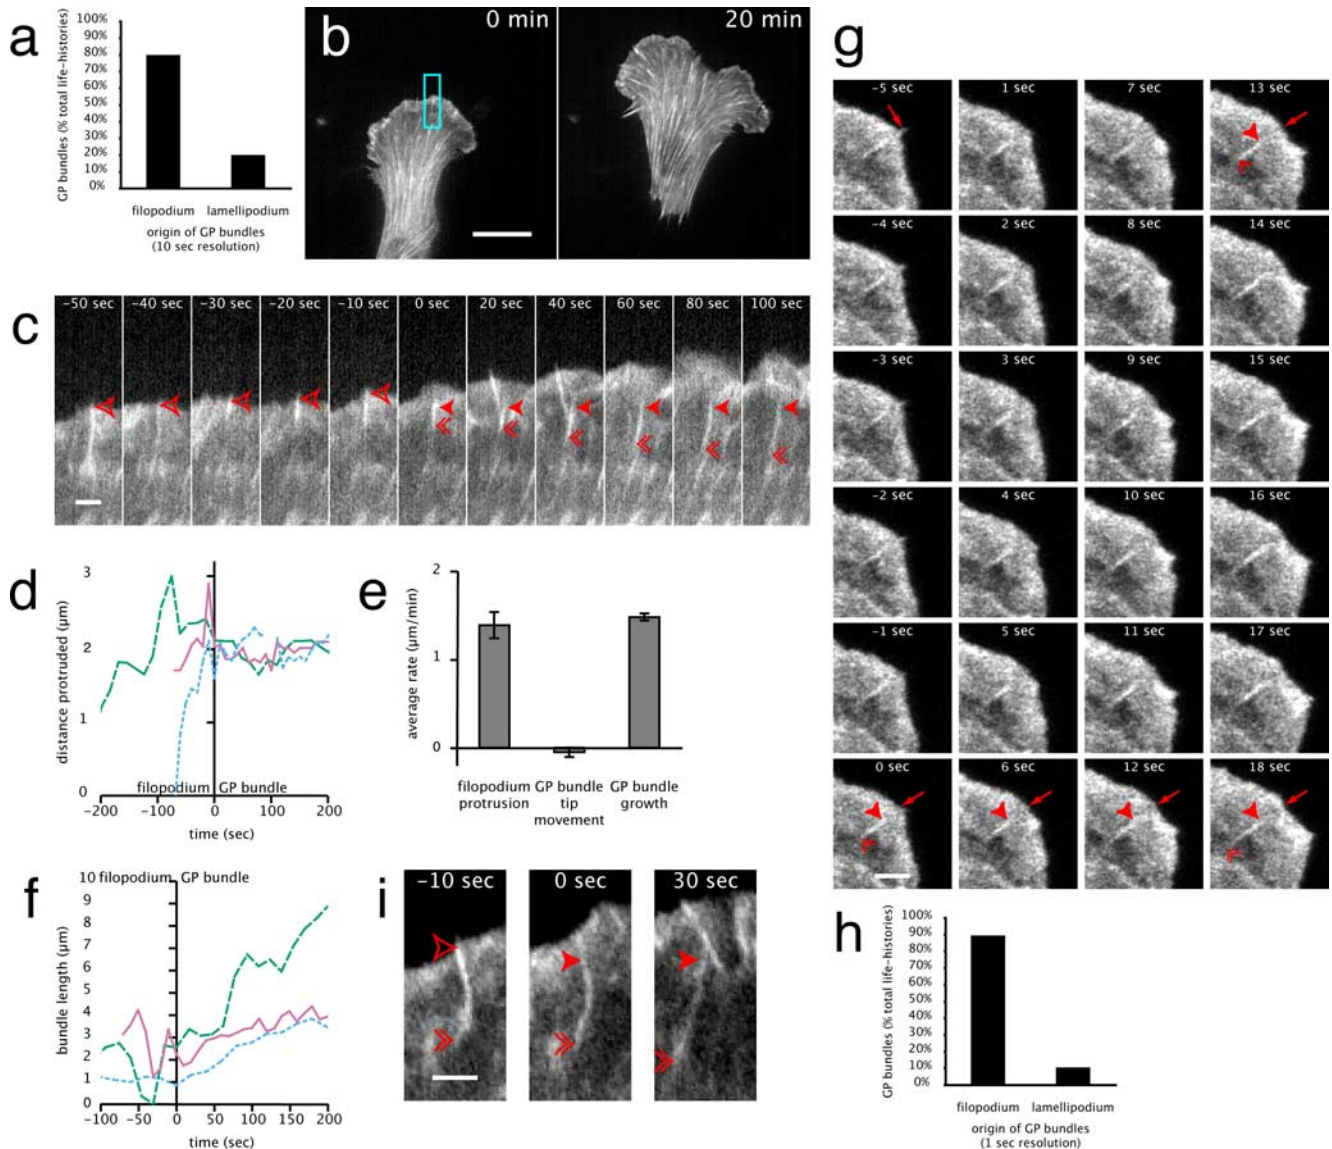 a
GP bundles (% total life-histories)
100%
90%
80%
70%
60%
50%
40%
30%
20%
10%
0%
filopodium lamellipodium
origin of GP bundles
(10 sec resolution)
b
0 min
20 min
c
-50 sec -40 sec -30 sec -20 sec -10 sec 0 sec 20 sec 40 sec 60 sec 80 sec 100 sec
d
distance protruded (μm)
3
2
1
0
filopodium GP bundle
-200 -100 0 100 200
time (sec)
e
average rate (μm/min)
2
1
0
filopodium protrusion
GP bundle tip movement
GP bundle growth
f
filopodium GP bundle
bundle length (μm)
10
9
8
7
6
5
4
3
2
1
0
-100 -50 0 50 100 150 200
time (sec)
i
-10 sec 0 sec 30 sec
g
-5 sec 1 sec 7 sec 13 sec
-4 sec 2 sec 8 sec 14 sec
-3 sec 3 sec 9 sec 15 sec
-2 sec 4 sec 10 sec 16 sec
-1 sec 5 sec 11 sec 17 sec
0 sec 6 sec 12 sec 18 sec
h
GP bundles (% total life-histories)
100%
90%
80%
70%
60%
50%
40%
30%
20%
10%
0%
filopodium lamellipodium
origin of GP bundles
(1 sec resolution)